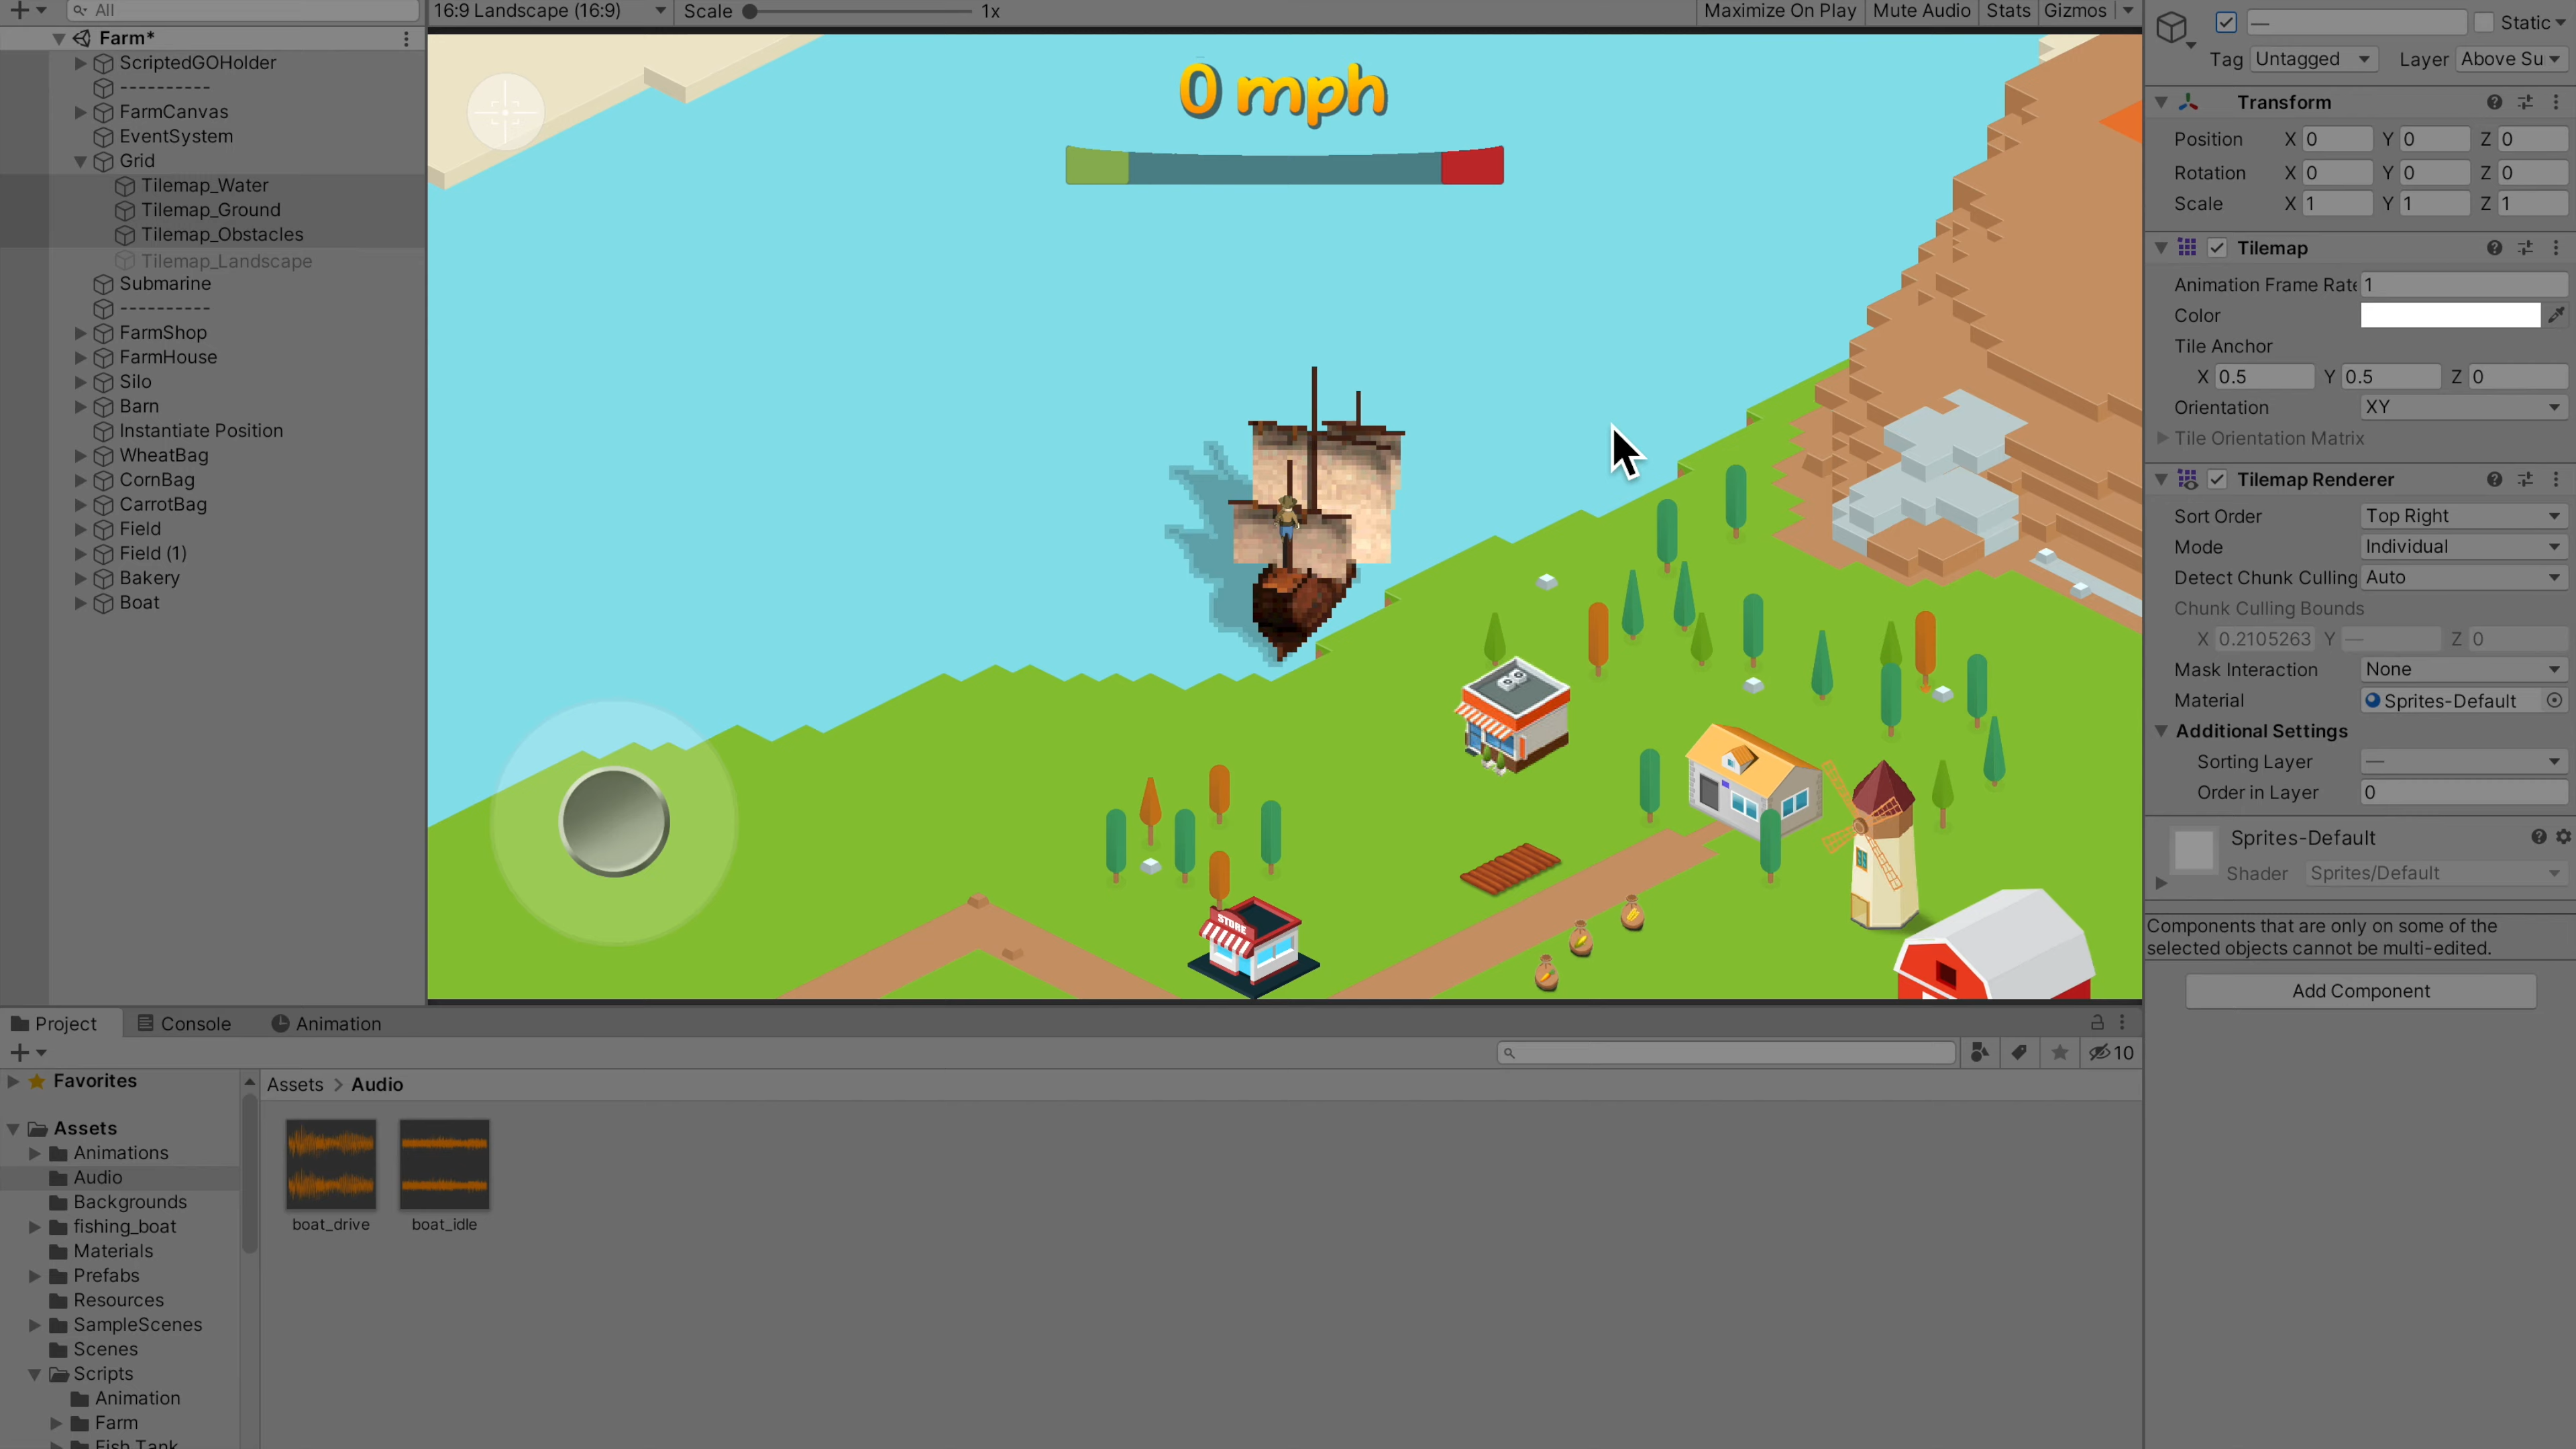 All
Farm*
ScriptedGOHolder
----------
FarmCanvas
EventSystem
Grid
Tilemap_Water
Tilemap_Ground
Tilemap_Obstacles
Tilemap_Landscape
Submarine
----------
FarmShop
FarmHouse
Silo
Barn
Instantiate Position
WheatBag
CornBag
CarrotBag
Field
Field (1)
Bakery
Boat
16:9 Landscape (16:9) Scale 1x Maximize On Play Mute Audio Stats Gizmos
0 mph
STORE
— Static
Tag Untagged Layer Above Su
Transform
Position X 0 Y 0 Z 0
Rotation X 0 Y 0 Z 0
Scale X 1 Y 1 Z 1
Tilemap
Animation Frame Rate 1
Color
Tile Anchor
X 0.5 Y 0.5 Z 0
Orientation XY
Tile Orientation Matrix
Tilemap Renderer
Sort Order Top Right
Mode Individual
Detect Chunk Culling Auto
Chunk Culling Bounds
X 0.2105263 Y — Z 0
Mask Interaction None
Material Sprites-Default
Additional Settings
Sorting Layer —
Order in Layer 0
Sprites-Default
Shader Sprites/Default
Components that are only on some of the
selected objects cannot be multi-edited.
Add Component
Project Console Animation
10
Favorites
Assets
Animations
Audio
Backgrounds
fishing_boat
Materials
Prefabs
Resources
SampleScenes
Scenes
Scripts
Animation
Farm
Fish Tank
Assets > Audio
boat_drive boat_idle